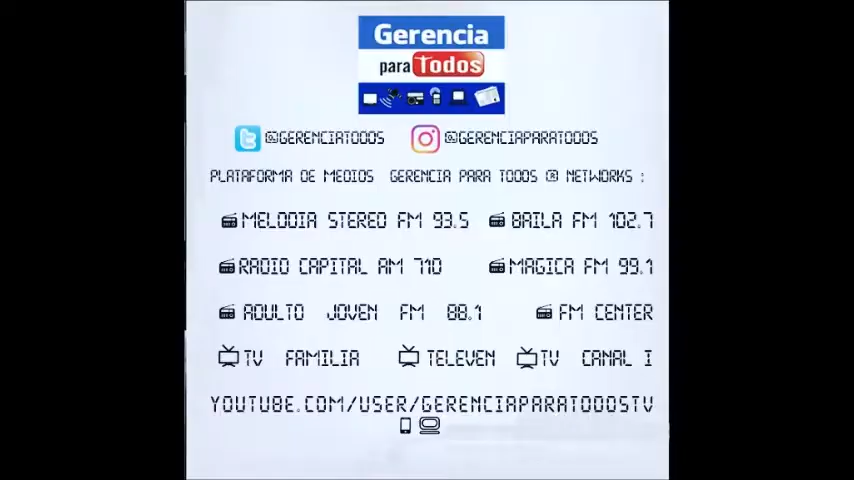 Gerencia
para Todos
@GERENCIATODOS @GERENCIAPARATODOS
PLATAFORMA DE MEDIOS GERENCIA PARA TODOS ® NETWORKS :
MELODIA STEREO FM 93.5 BAILA FM 102.7
RADIO CAPITAL AM 710 MAGICA FM 99.1
ADULTO JOVEN FM 88.1 FM CENTER
TV FAMILIA TELEVEN TV CANAL I
YOUTUBE.COM/USER/GERENCIAPARATODOSTV